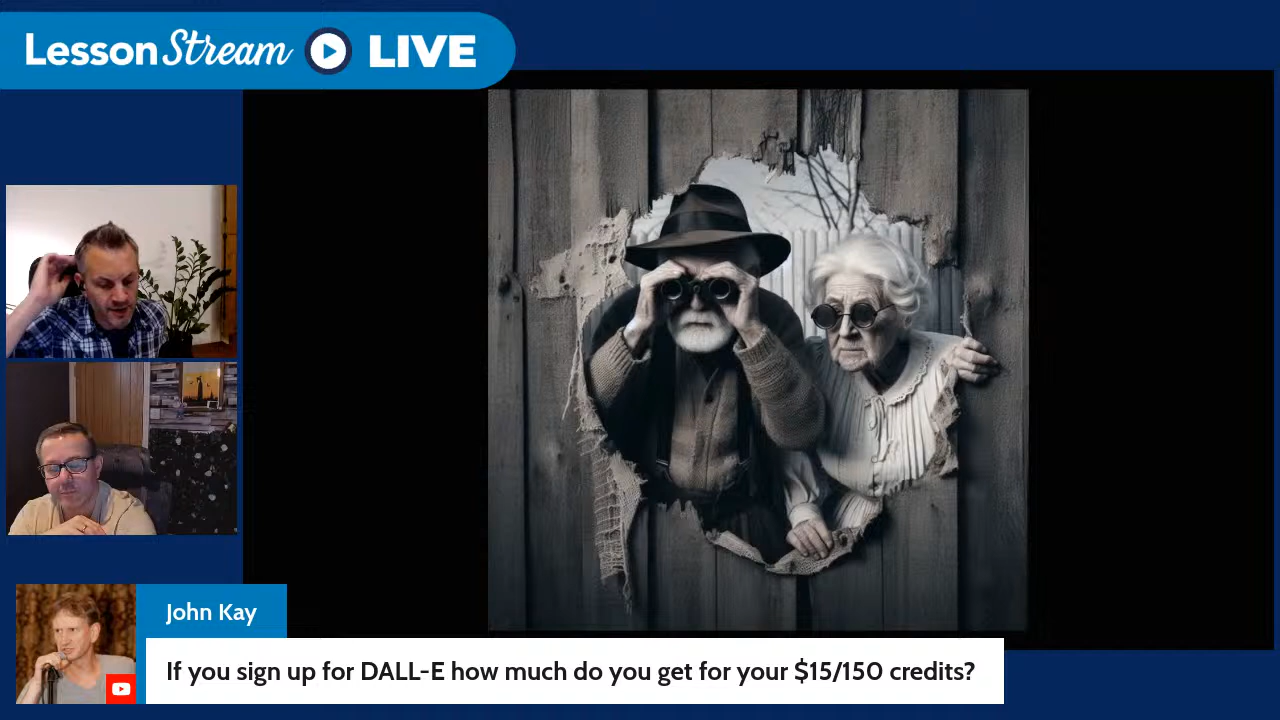 LessonStream LIVE
John Kay
If you sign up for DALL-E how much do you get for your $15/150 credits?